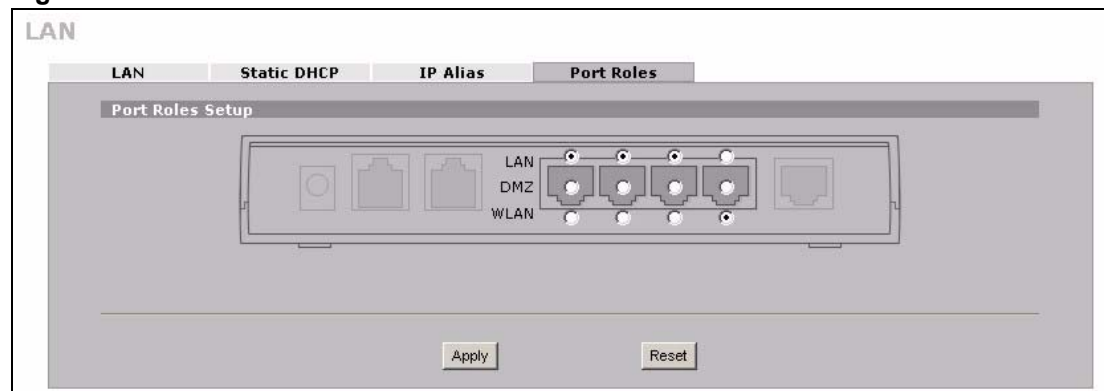 LAN
LAN Static DHCP IP Alias Port Roles
Port Roles Setup
LAN
DMZ
WLAN
Apply Reset